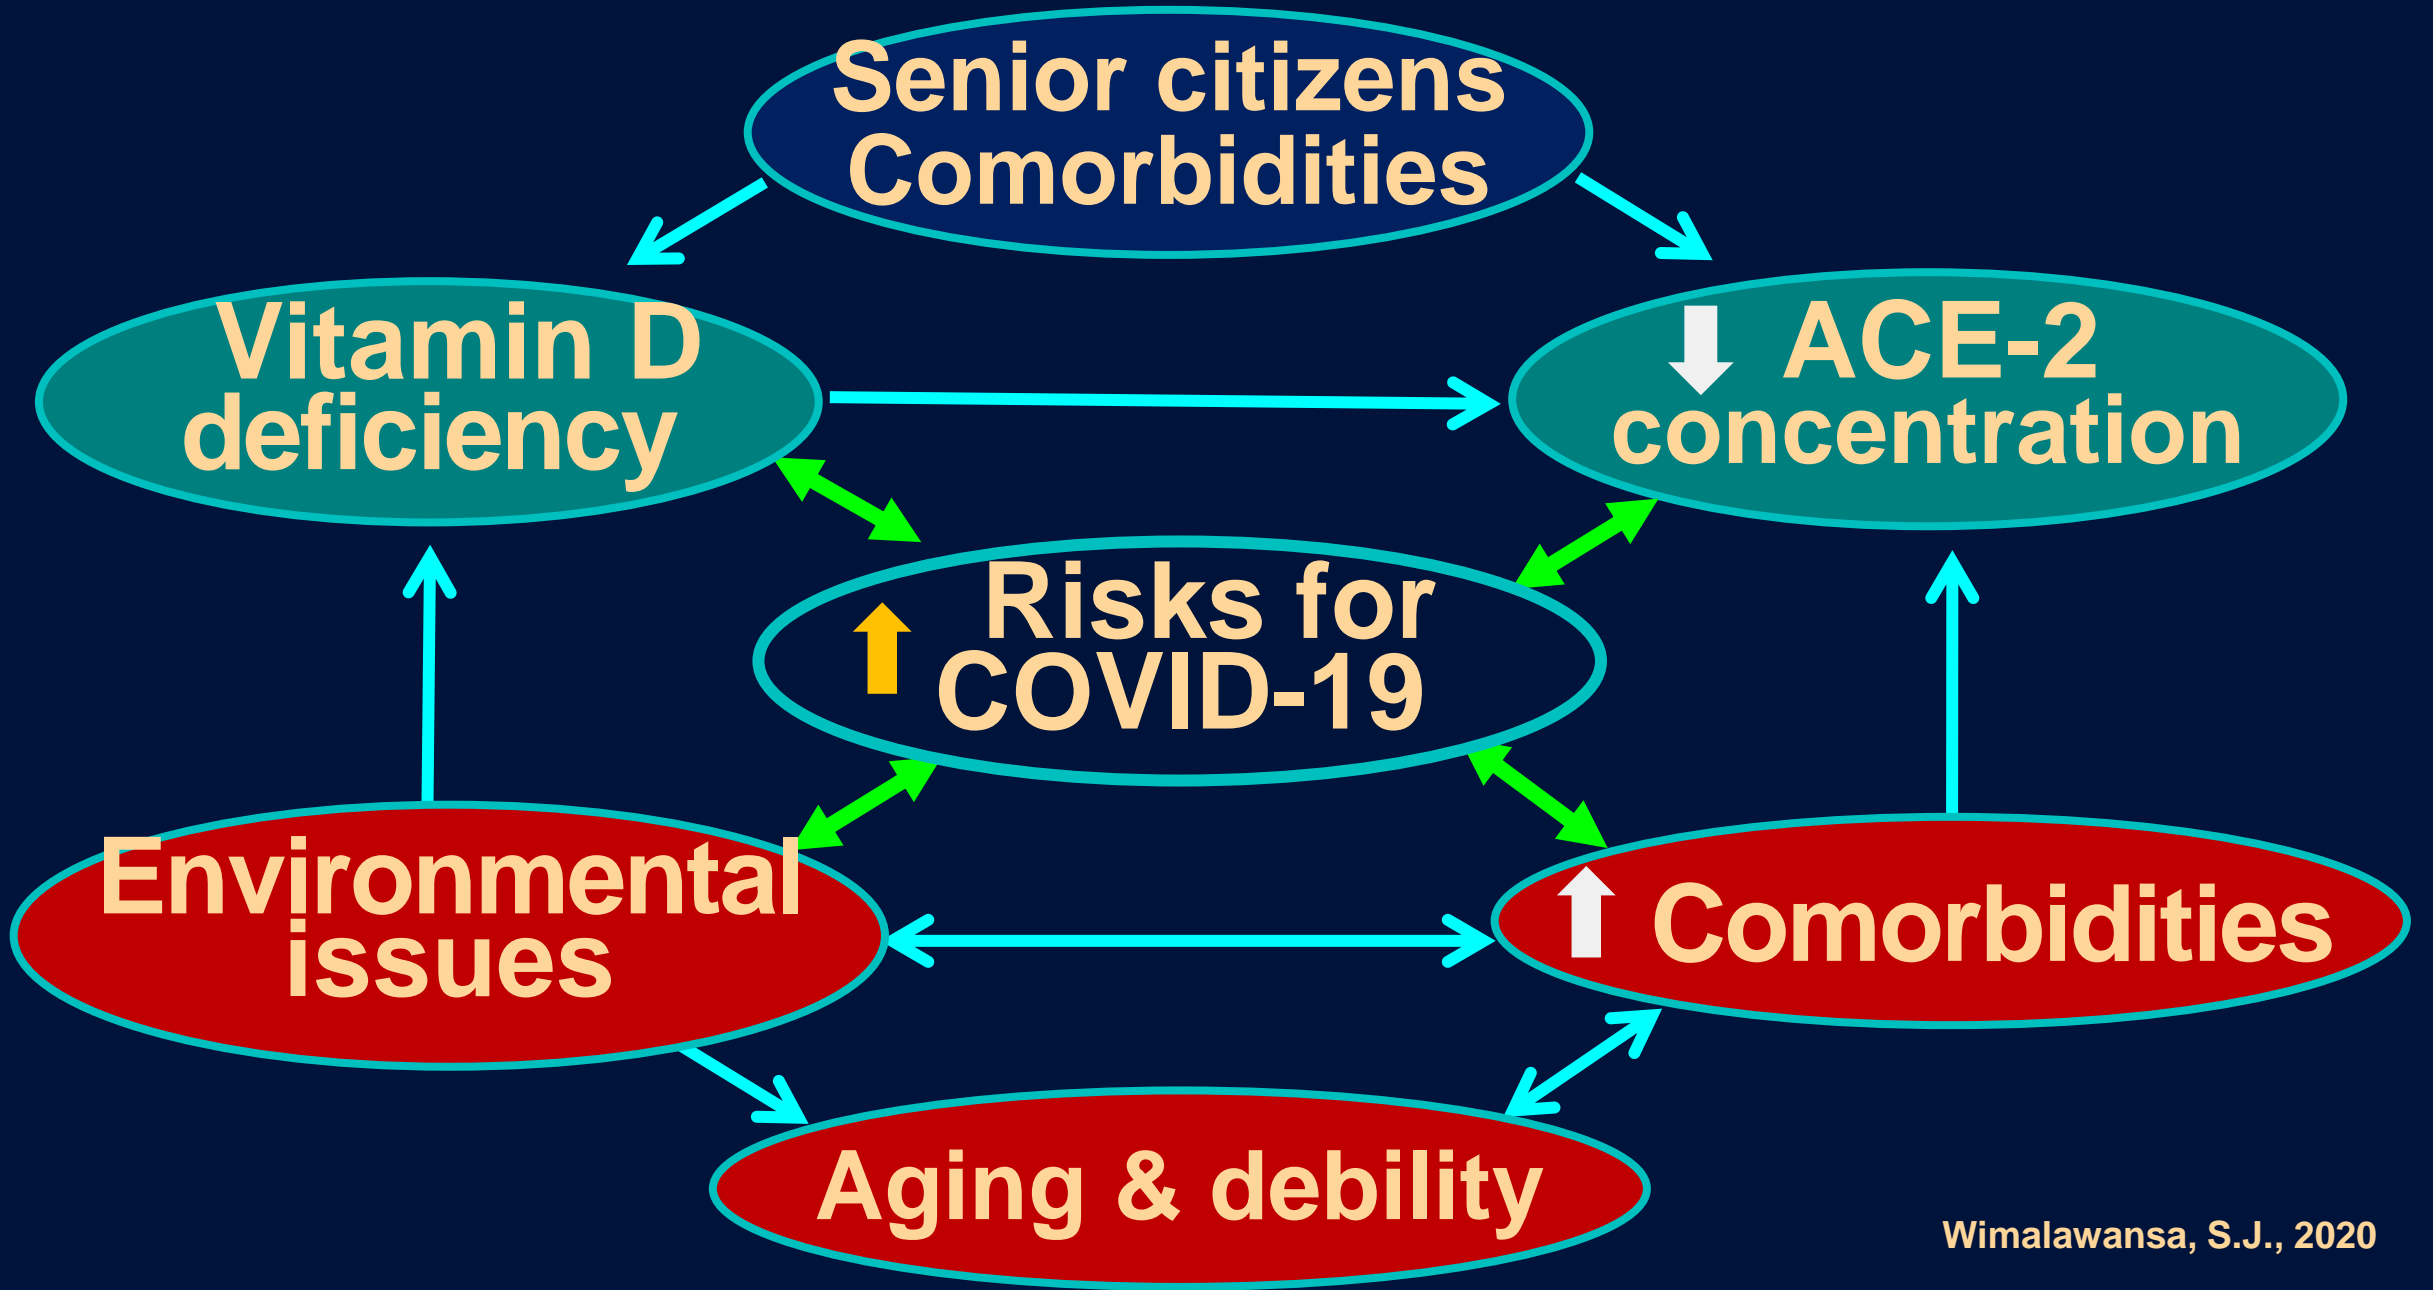 Senior citizens
Comorbidities
Vitamin D
deficiency
ACE-2
concentration
Risks for
COVID-19
Environmental
issues
Comorbidities
Aging & debility
Wimalawansa, S.J., 2020